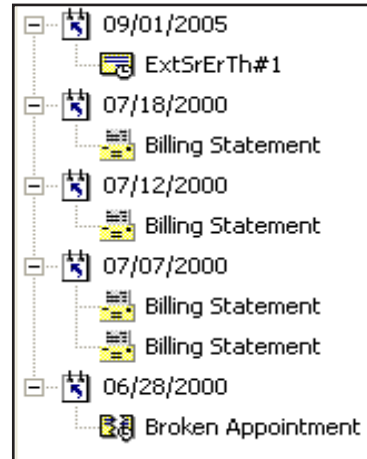 09/01/2005
ExtSrErTh#1
07/18/2000
Billing Statement
07/12/2000
Billing Statement
07/07/2000
Billing Statement
Billing Statement
06/28/2000
Broken Appointment